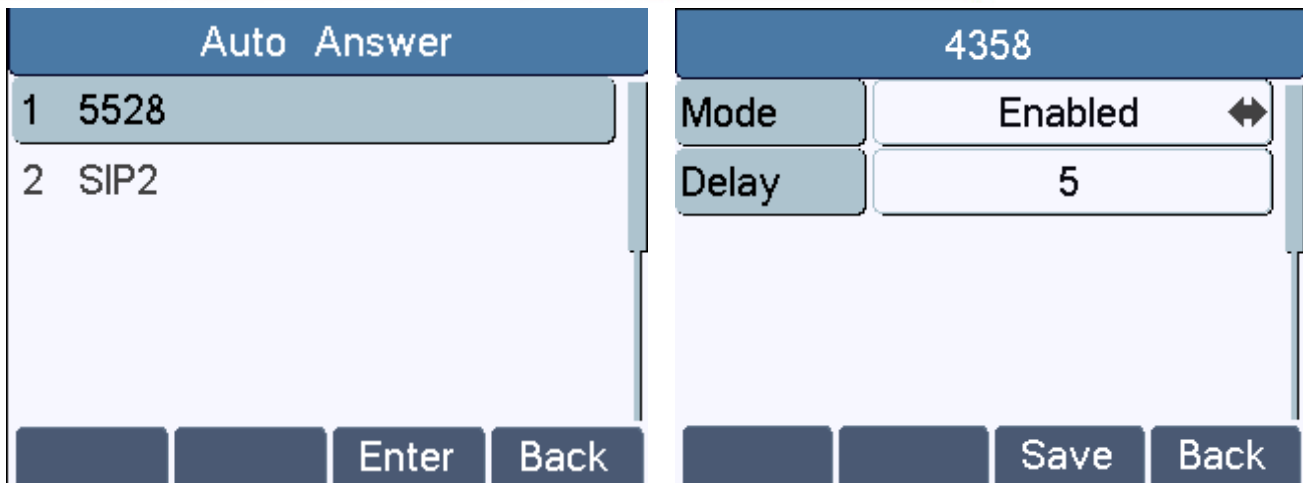 Auto Answer
1 5528
2 SIP2
Enter Back
4358
Mode Enabled
Delay 5
Save Back